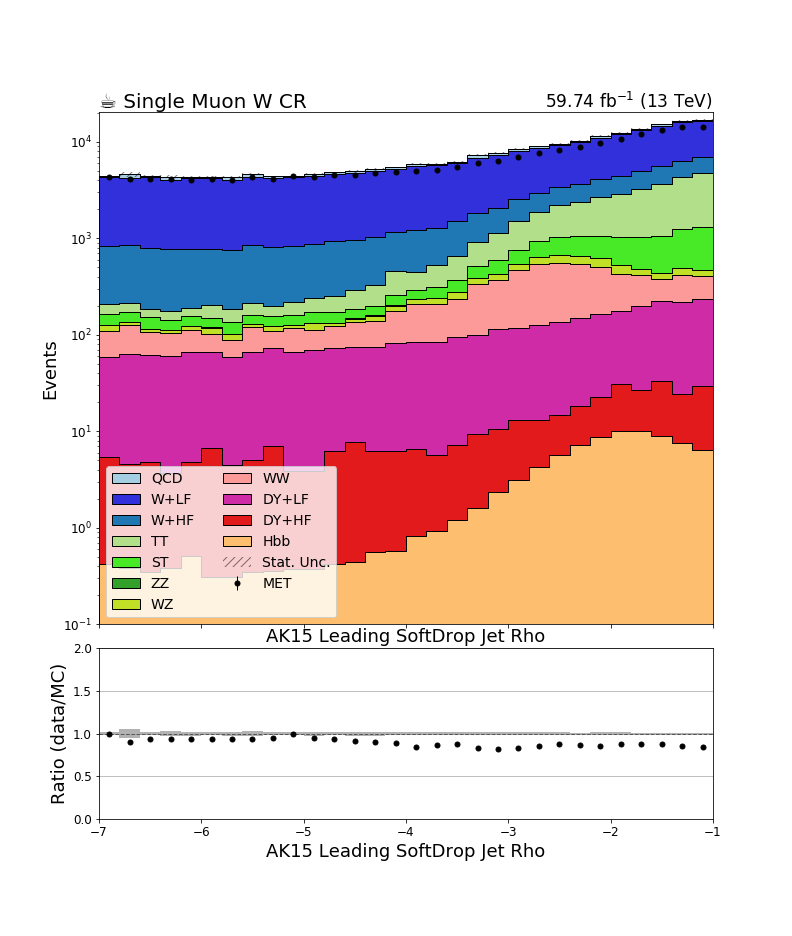 ☕ Single Muon W CR
59.74 fb⁻¹ (13 TeV)
10⁴
10³
10²
10¹
10⁰
10⁻¹
Events
QCD
W+LF
W+HF
TT
ST
ZZ
WZ
WW
DY+LF
DY+HF
Hbb
Stat. Unc.
MET
AK15 Leading SoftDrop Jet Rho
2.0
1.5
1.0
0.5
0.0
Ratio (data/MC)
−7 −6 −5 −4 −3 −2 −1
AK15 Leading SoftDrop Jet Rho